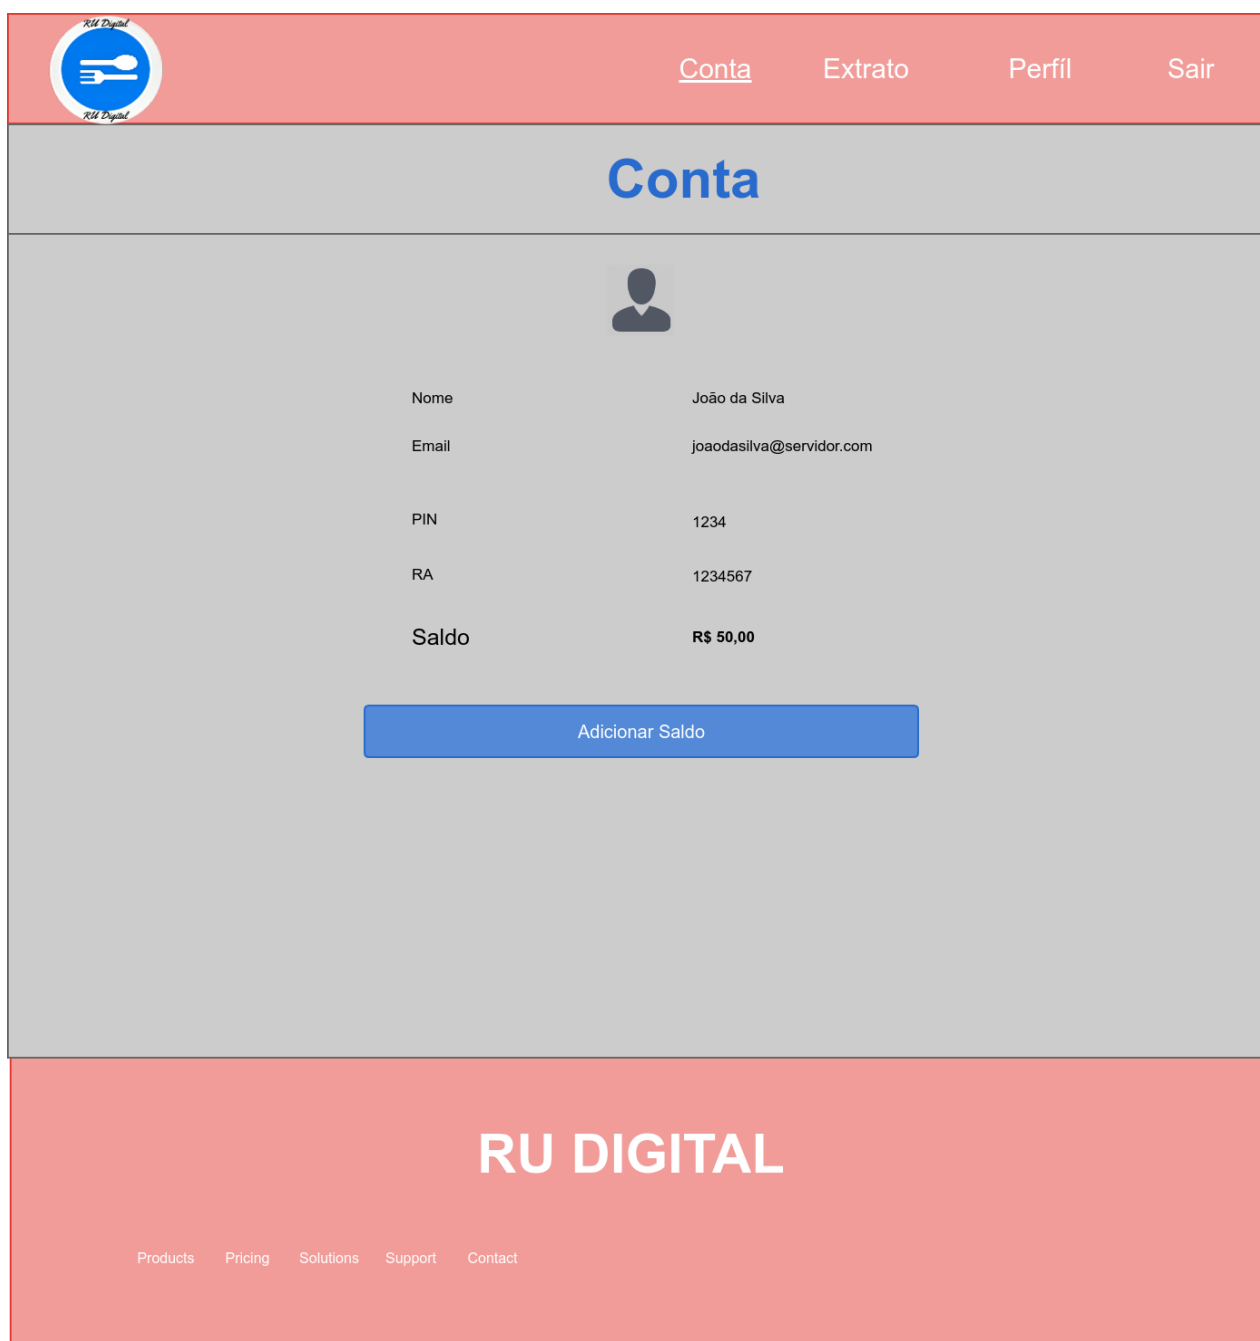 RU Digital
RU Digital
Conta Extrato Perfíl Sair
Conta
Nome João da Silva
Email joaodasilva@servidor.com
PIN 1234
RA 1234567
Saldo R$ 50,00
Adicionar Saldo
RU DIGITAL
Products Pricing Solutions Support Contact